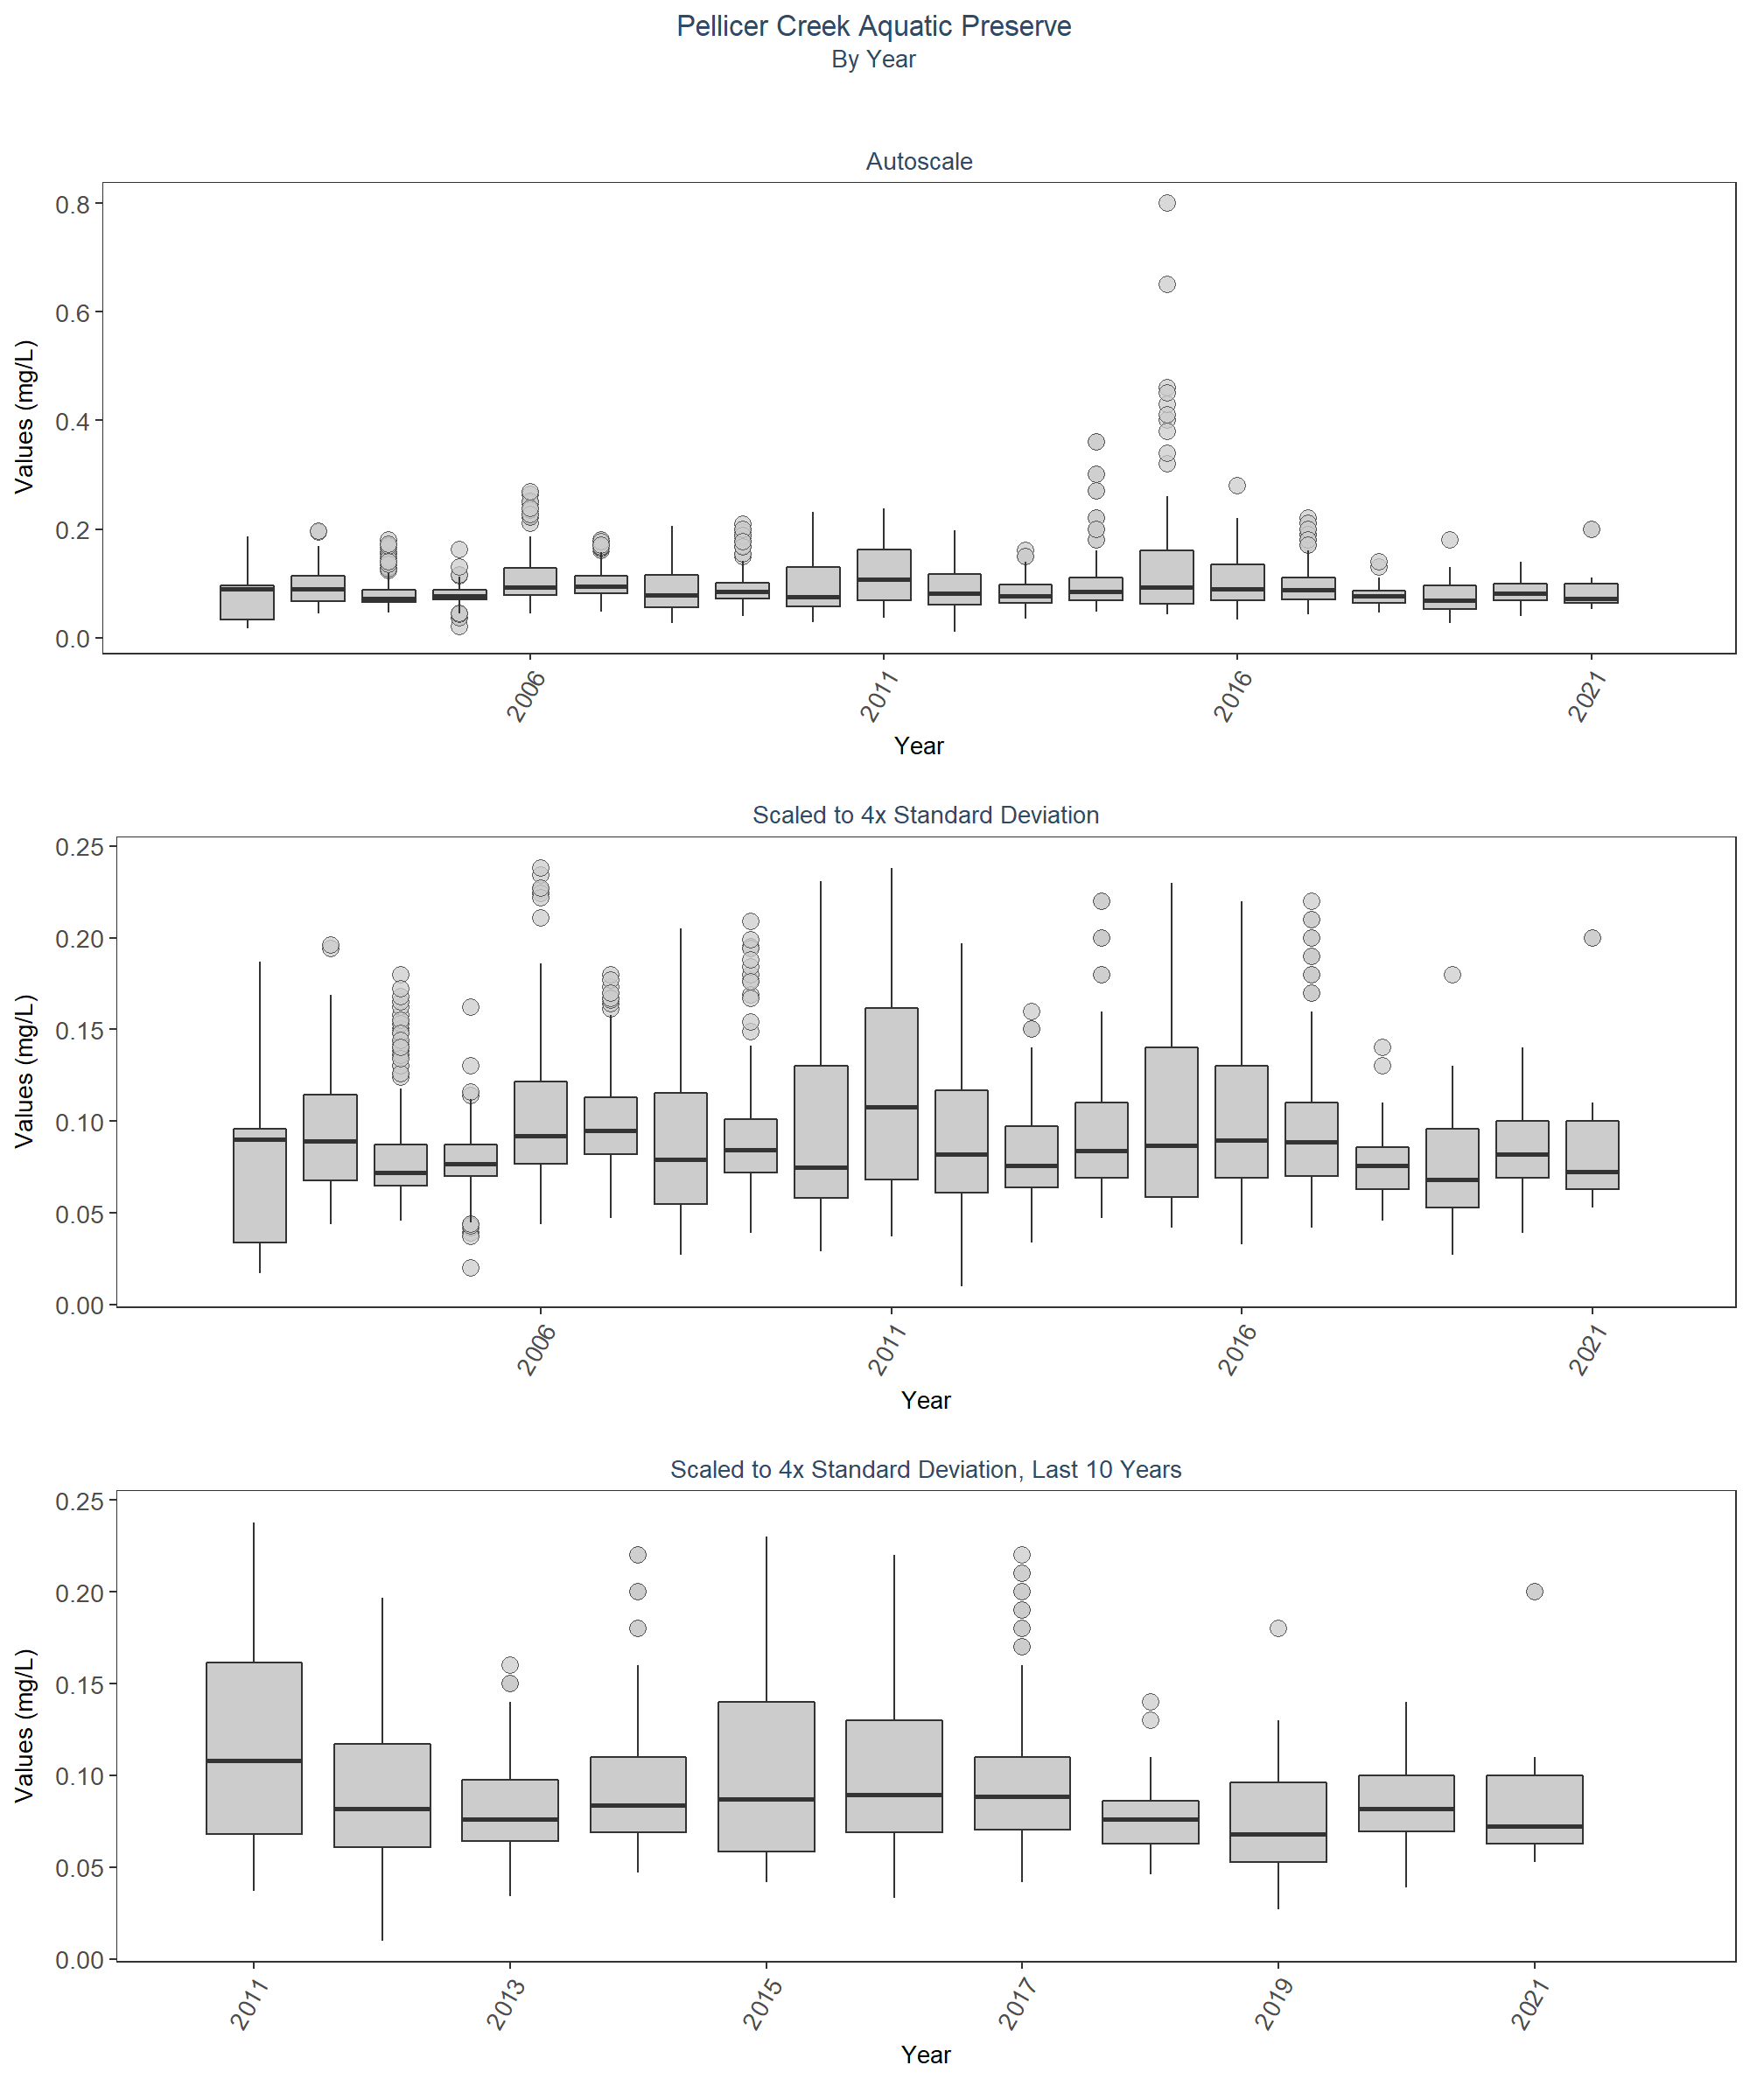 Pellicer Creek Aquatic Preserve
By Year
Autoscale
Values (mg/L)
0.8
0.6
0.4
0.2
0.0
2006 2011 2016 2021
Year
Scaled to 4x Standard Deviation
Values (mg/L)
0.25
0.20
0.15
0.10
0.05
0.00
2006 2011 2016 2021
Year
Scaled to 4x Standard Deviation, Last 10 Years
Values (mg/L)
0.25
0.20
0.15
0.10
0.05
0.00
2011 2013 2015 2017 2019 2021
Year